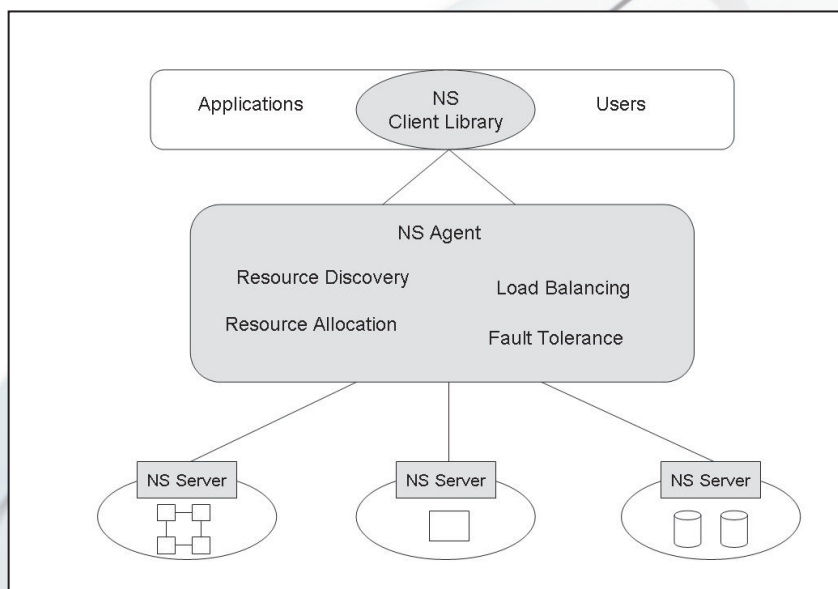 Applications
NS
Client Library
Users
NS Agent
Resource Discovery
Load Balancing
Resource Allocation
Fault Tolerance
NS Server
NS Server
NS Server